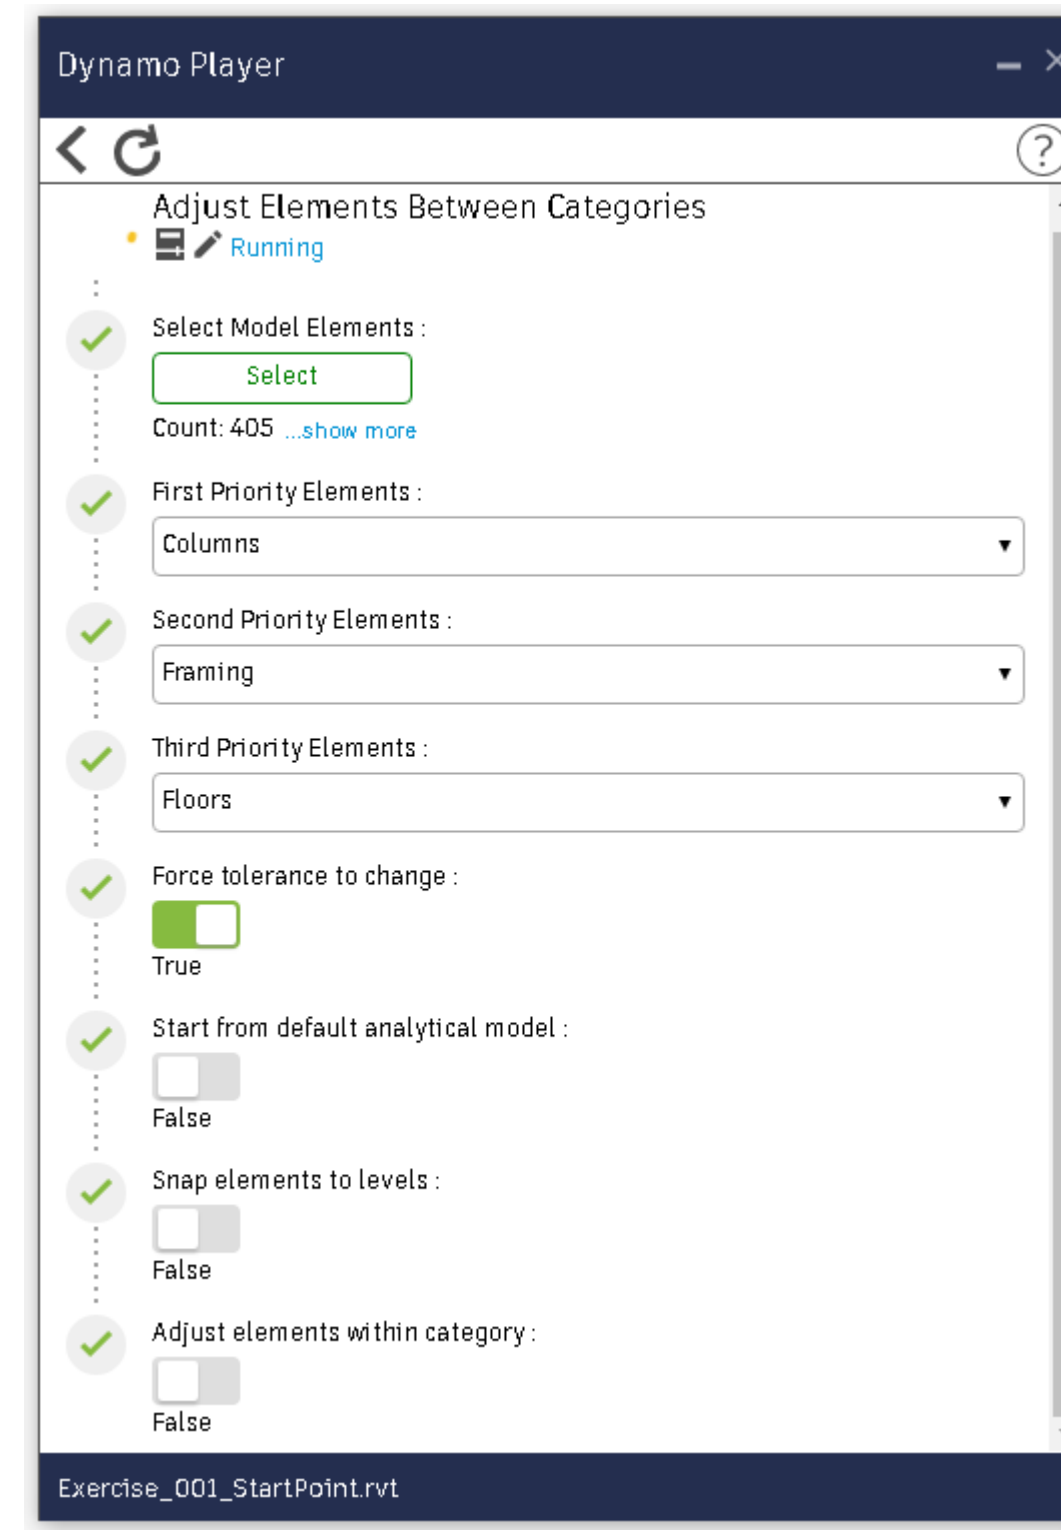 Dynamo Player
?
Adjust Elements Between Categories
Running
Select Model Elements :
Select
Count: 405 ...show more
First Priority Elements :
Columns
Second Priority Elements :
Framing
Third Priority Elements :
Floors
Force tolerance to change :
True
Start from default analytical model :
False
Snap elements to levels :
False
Adjust elements within category :
False
Exercise_001_StartPoint.rvt